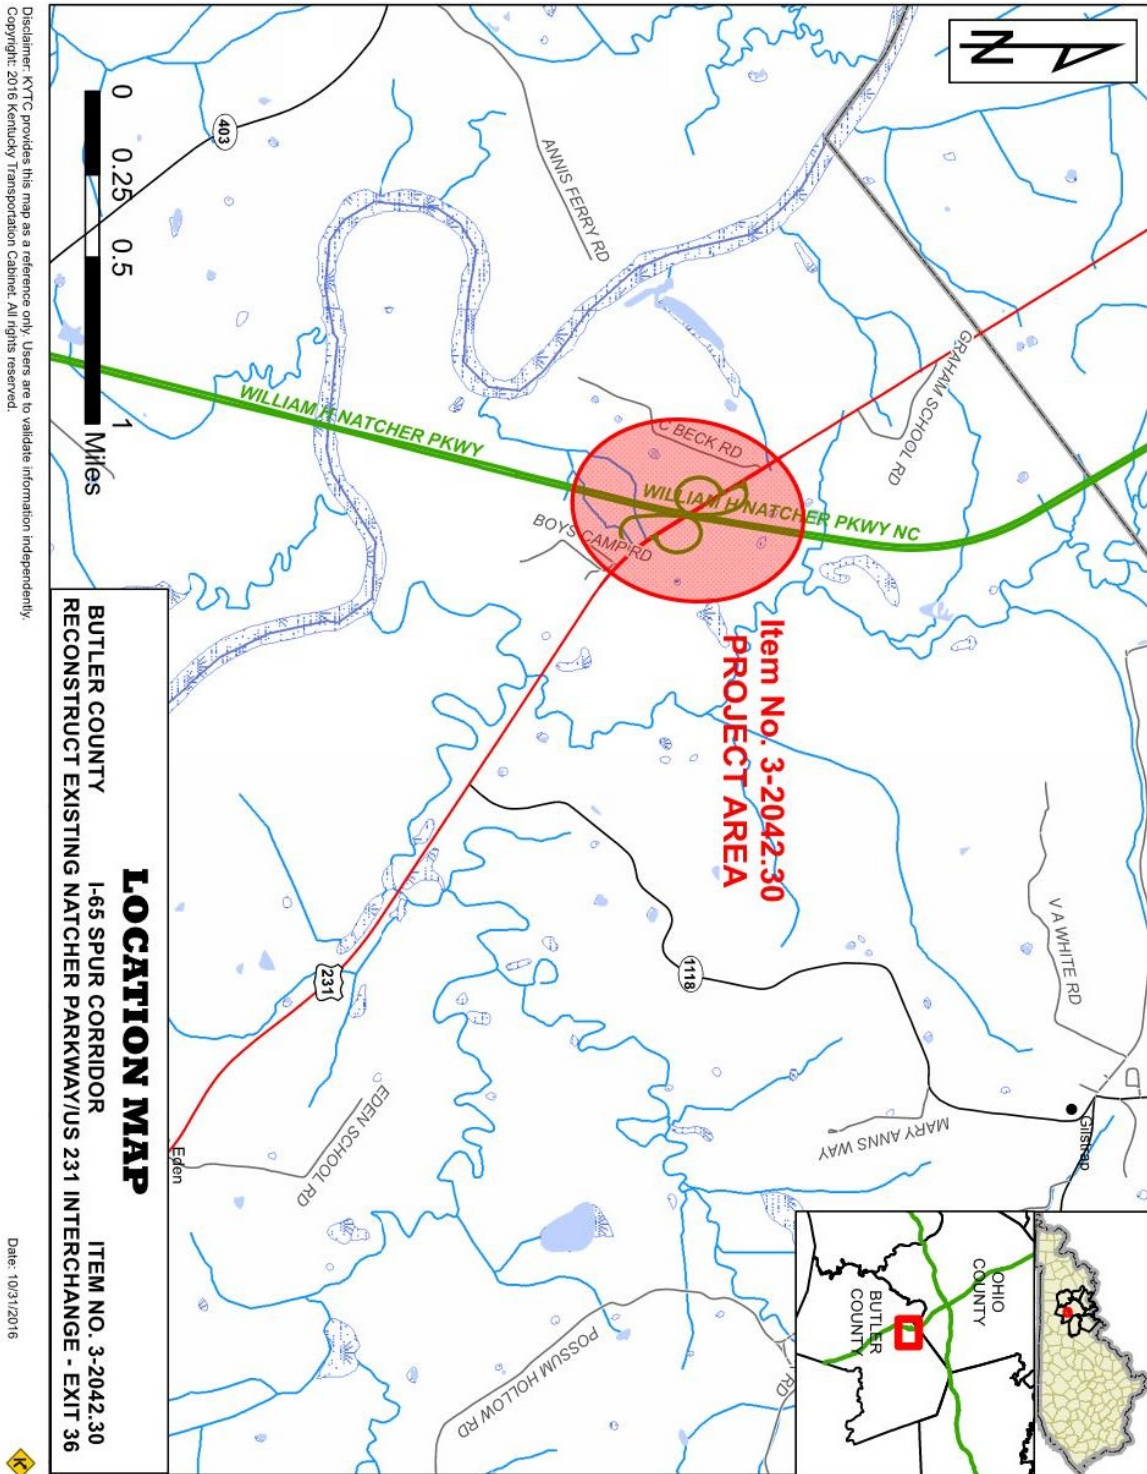 N
GRAHAM SCHOOL RD
ANNIS FERRY RD
C BECK RD
WILLIAM H NATCHER PKWY NC
WILLIAM H NATCHER PKWY
BOYS CAMP RD
403
Item No. 3-2042.30
PROJECT AREA
V A WHITE RD
Gilstrap
1118
MARY ANNS WAY
231
EDEN SCHOOL RD
Eden
POSSUM HOLLOW RD
RD
OHIO
COUNTY
BUTLER
COUNTY
0 0.25 0.5 1
Miles
LOCATION MAP
BUTLER COUNTY I-65 SPUR CORRIDOR ITEM NO. 3-2042.30
RECONSTRUCT EXISTING NATCHER PARKWAY/US 231 INTERCHANGE - EXIT 36
Disclaimer: KYTC provides this map as a reference only. Users are to validate information independently.
Copyright: 2016 Kentucky Transportation Cabinet. All rights reserved.
Date: 10/31/2016